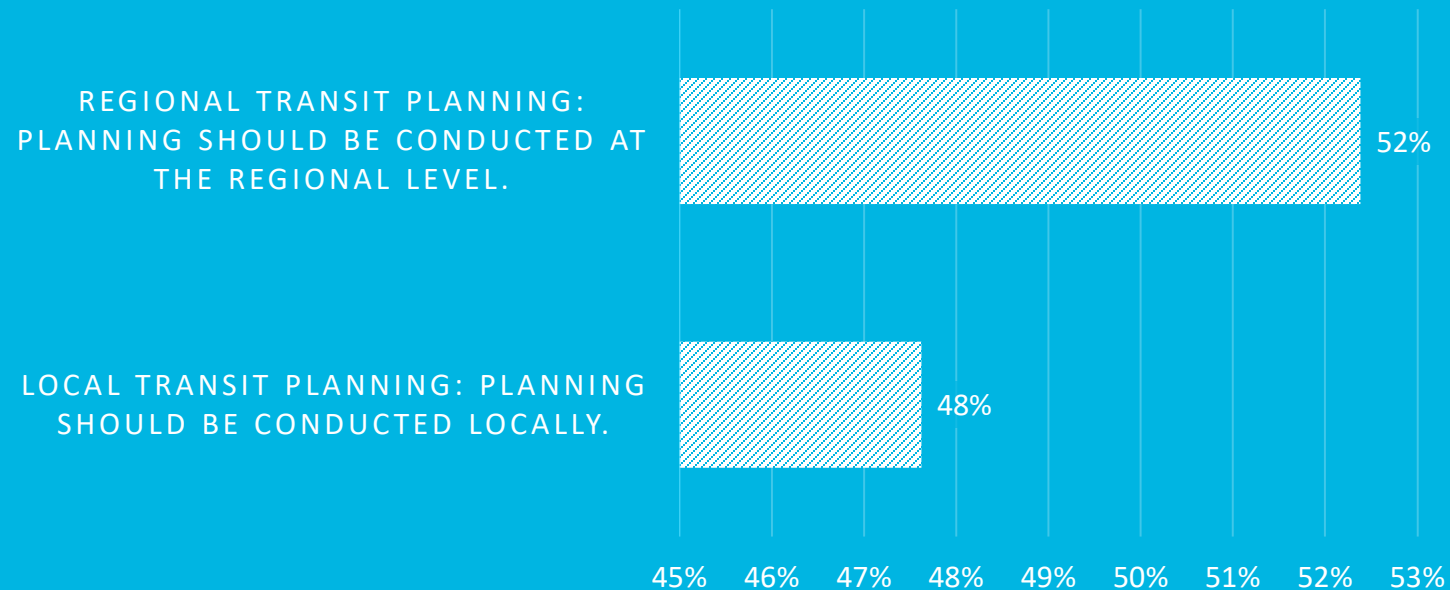 REGIONAL TRANSIT PLANNING:
PLANNING SHOULD BE CONDUCTED AT
THE REGIONAL LEVEL.
52%
LOCAL TRANSIT PLANNING: PLANNING
SHOULD BE CONDUCTED LOCALLY.
48%
45% 46% 47% 48% 49% 50% 51% 52% 53%